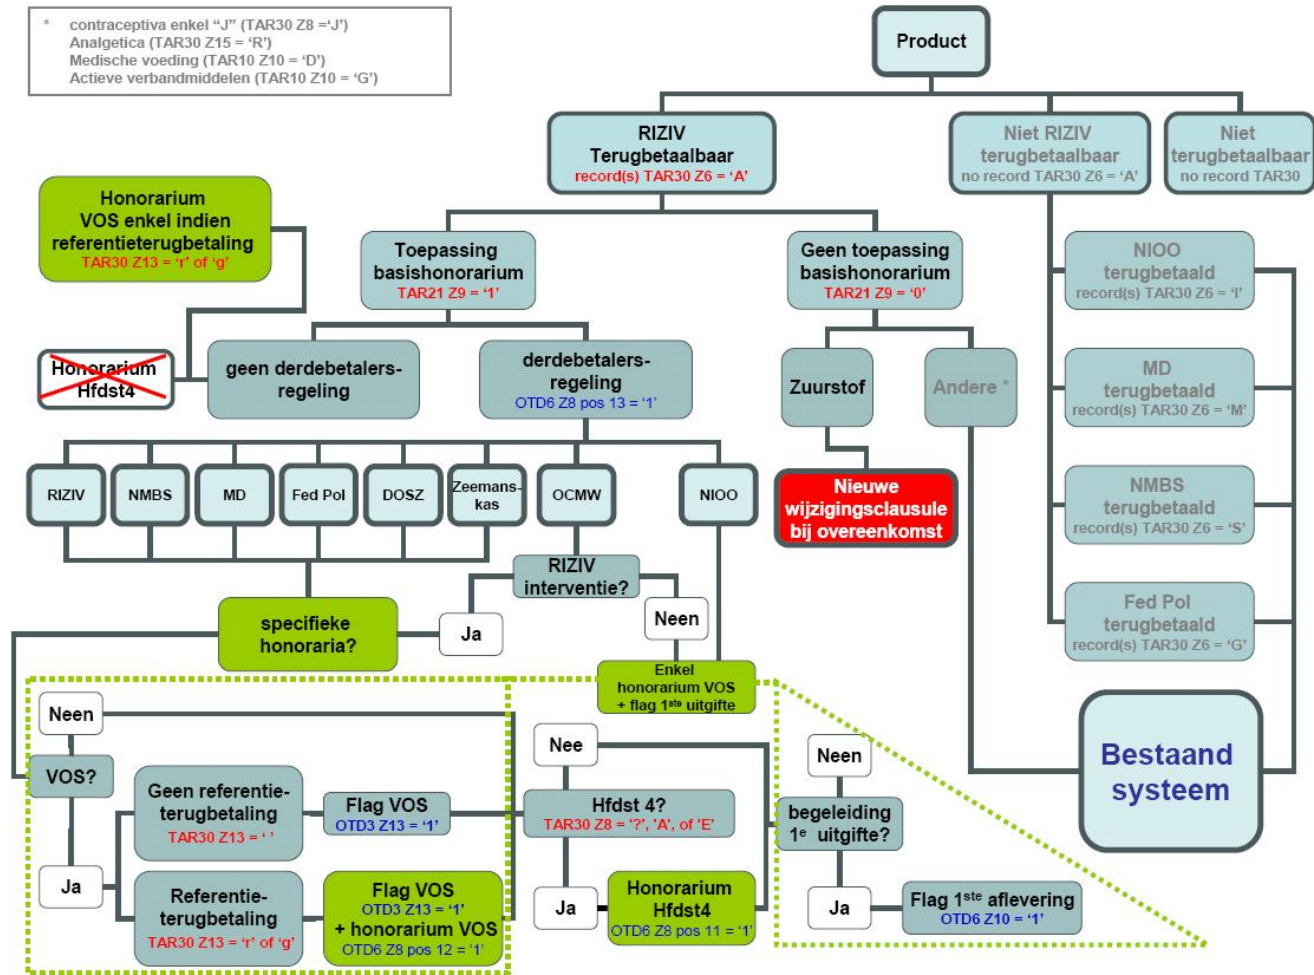 * contraceptiva enkel “J” (TAR30 Z8 =‘J’)
Analgetica (TAR30 Z15 = ‘R’)
Medische voeding (TAR10 Z10 = ‘D’)
Actieve verbandmiddelen (TAR10 Z10 = ‘G’)
Product
RIZIV
Terugbetaalbaar
record(s) TAR30 Z6 = ‘A’
Niet RIZIV
terugbetaalbaar
no record TAR30 Z6 = ‘A’
Niet
terugbetaalbaar
no record TAR30
Honorarium
VOS enkel indien
referentieterugbetaling
TAR30 Z13 = ‘r’ of ‘g’
Toepassing
basishonorarium
TAR21 Z9 = ‘1’
Geen toepassing
basishonorarium
TAR21 Z9 = ‘0’
NIOO
terugbetaald
record(s) TAR30 Z6 = ‘I’
Honorarium
Hfdst4
geen derdebetalers-
regeling
derdebetalers-
regeling
OTD6 Z8 pos 13 = ‘1’
Zuurstof
Andere *
MD
terugbetaald
record(s) TAR30 Z6 = ‘M’
RIZIV
NMBS
MD
Fed Pol
DOSZ
Zeemans-
kas
OCMW
NIOO
Nieuwe
wijzigingsclausule
bij overeenkomst
NMBS
terugbetaald
record(s) TAR30 Z6 = ‘S’
RIZIV
interventie?
specifieke
honoraria?
Ja
Neen
Fed Pol
terugbetaald
record(s) TAR30 Z6 = ‘G’
Enkel
honorarium VOS
+ flag 1ste uitgifte
Neen
VOS?
Ja
Geen referentie-
terugbetaling
TAR30 Z13 = ‘ ’
Flag VOS
OTD3 Z13 = ‘1’
Referentie-
terugbetaling
TAR30 Z13 = ‘r’ of ‘g’
Flag VOS
OTD3 Z13 = ‘1’
+ honorarium VOS
OTD6 Z8 pos 12 = ‘1’
Nee
Hfdst 4?
TAR30 Z8 = '?', 'A', of 'E'
Ja
Honorarium
Hfdst4
OTD6 Z8 pos 11 = ‘1’
Neen
begeleiding
1e uitgifte?
Ja
Flag 1ste aflevering
OTD6 Z10 = ‘1’
Bestaand
systeem